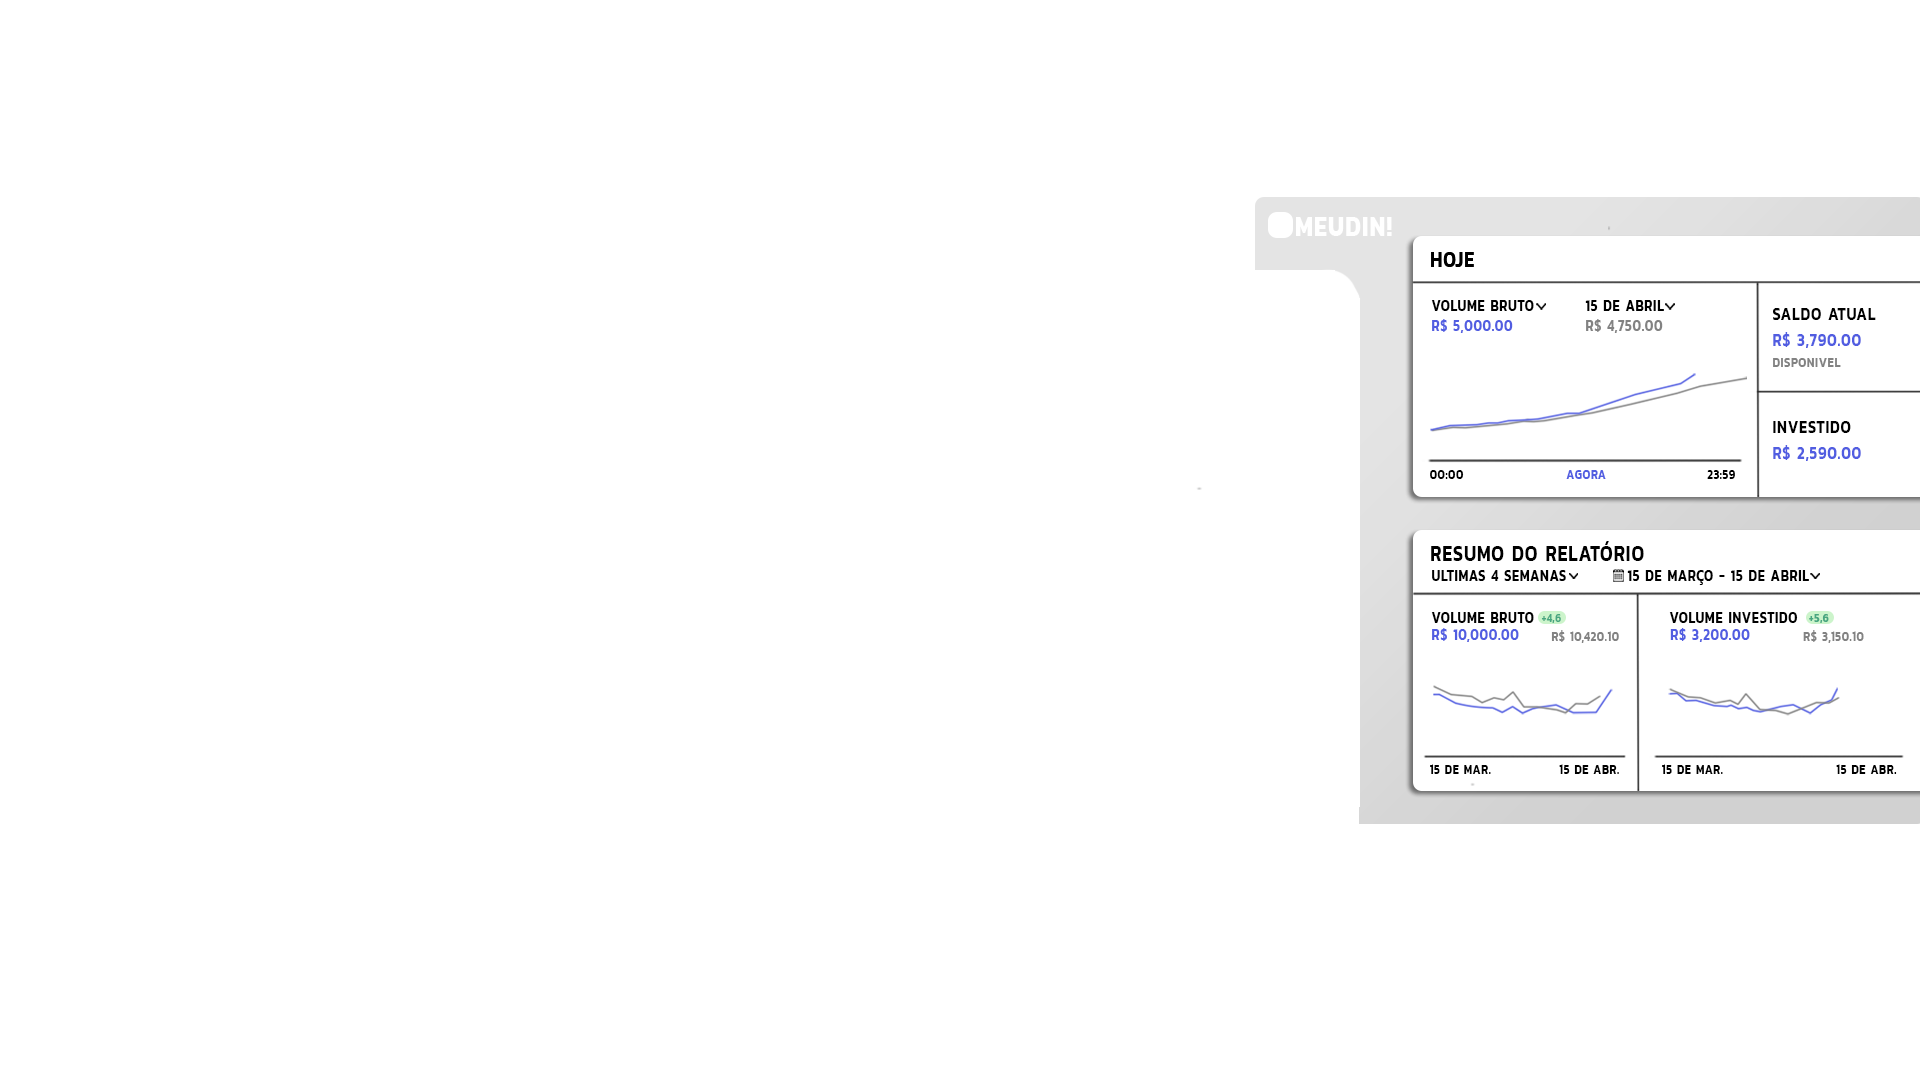 MEUDIN!
HOJE
VOLUME BRUTO 15 DE ABRIL
R$ 5,000.00 R$ 4,750.00
SALDO ATUAL
R$ 3,790.00
DISPONIVEL
INVESTIDO
R$ 2,590.00
00:00 AGORA 23:59
RESUMO DO RELATÓRIO
ULTIMAS 4 SEMANAS 15 DE MARÇO - 15 DE ABRIL
VOLUME BRUTO +4,6
R$ 10,000.00 R$ 10,420.10
15 DE MAR. 15 DE ABR.
VOLUME INVESTIDO +5,6
R$ 3,200.00 R$ 3,150.10
15 DE MAR. 15 DE ABR.